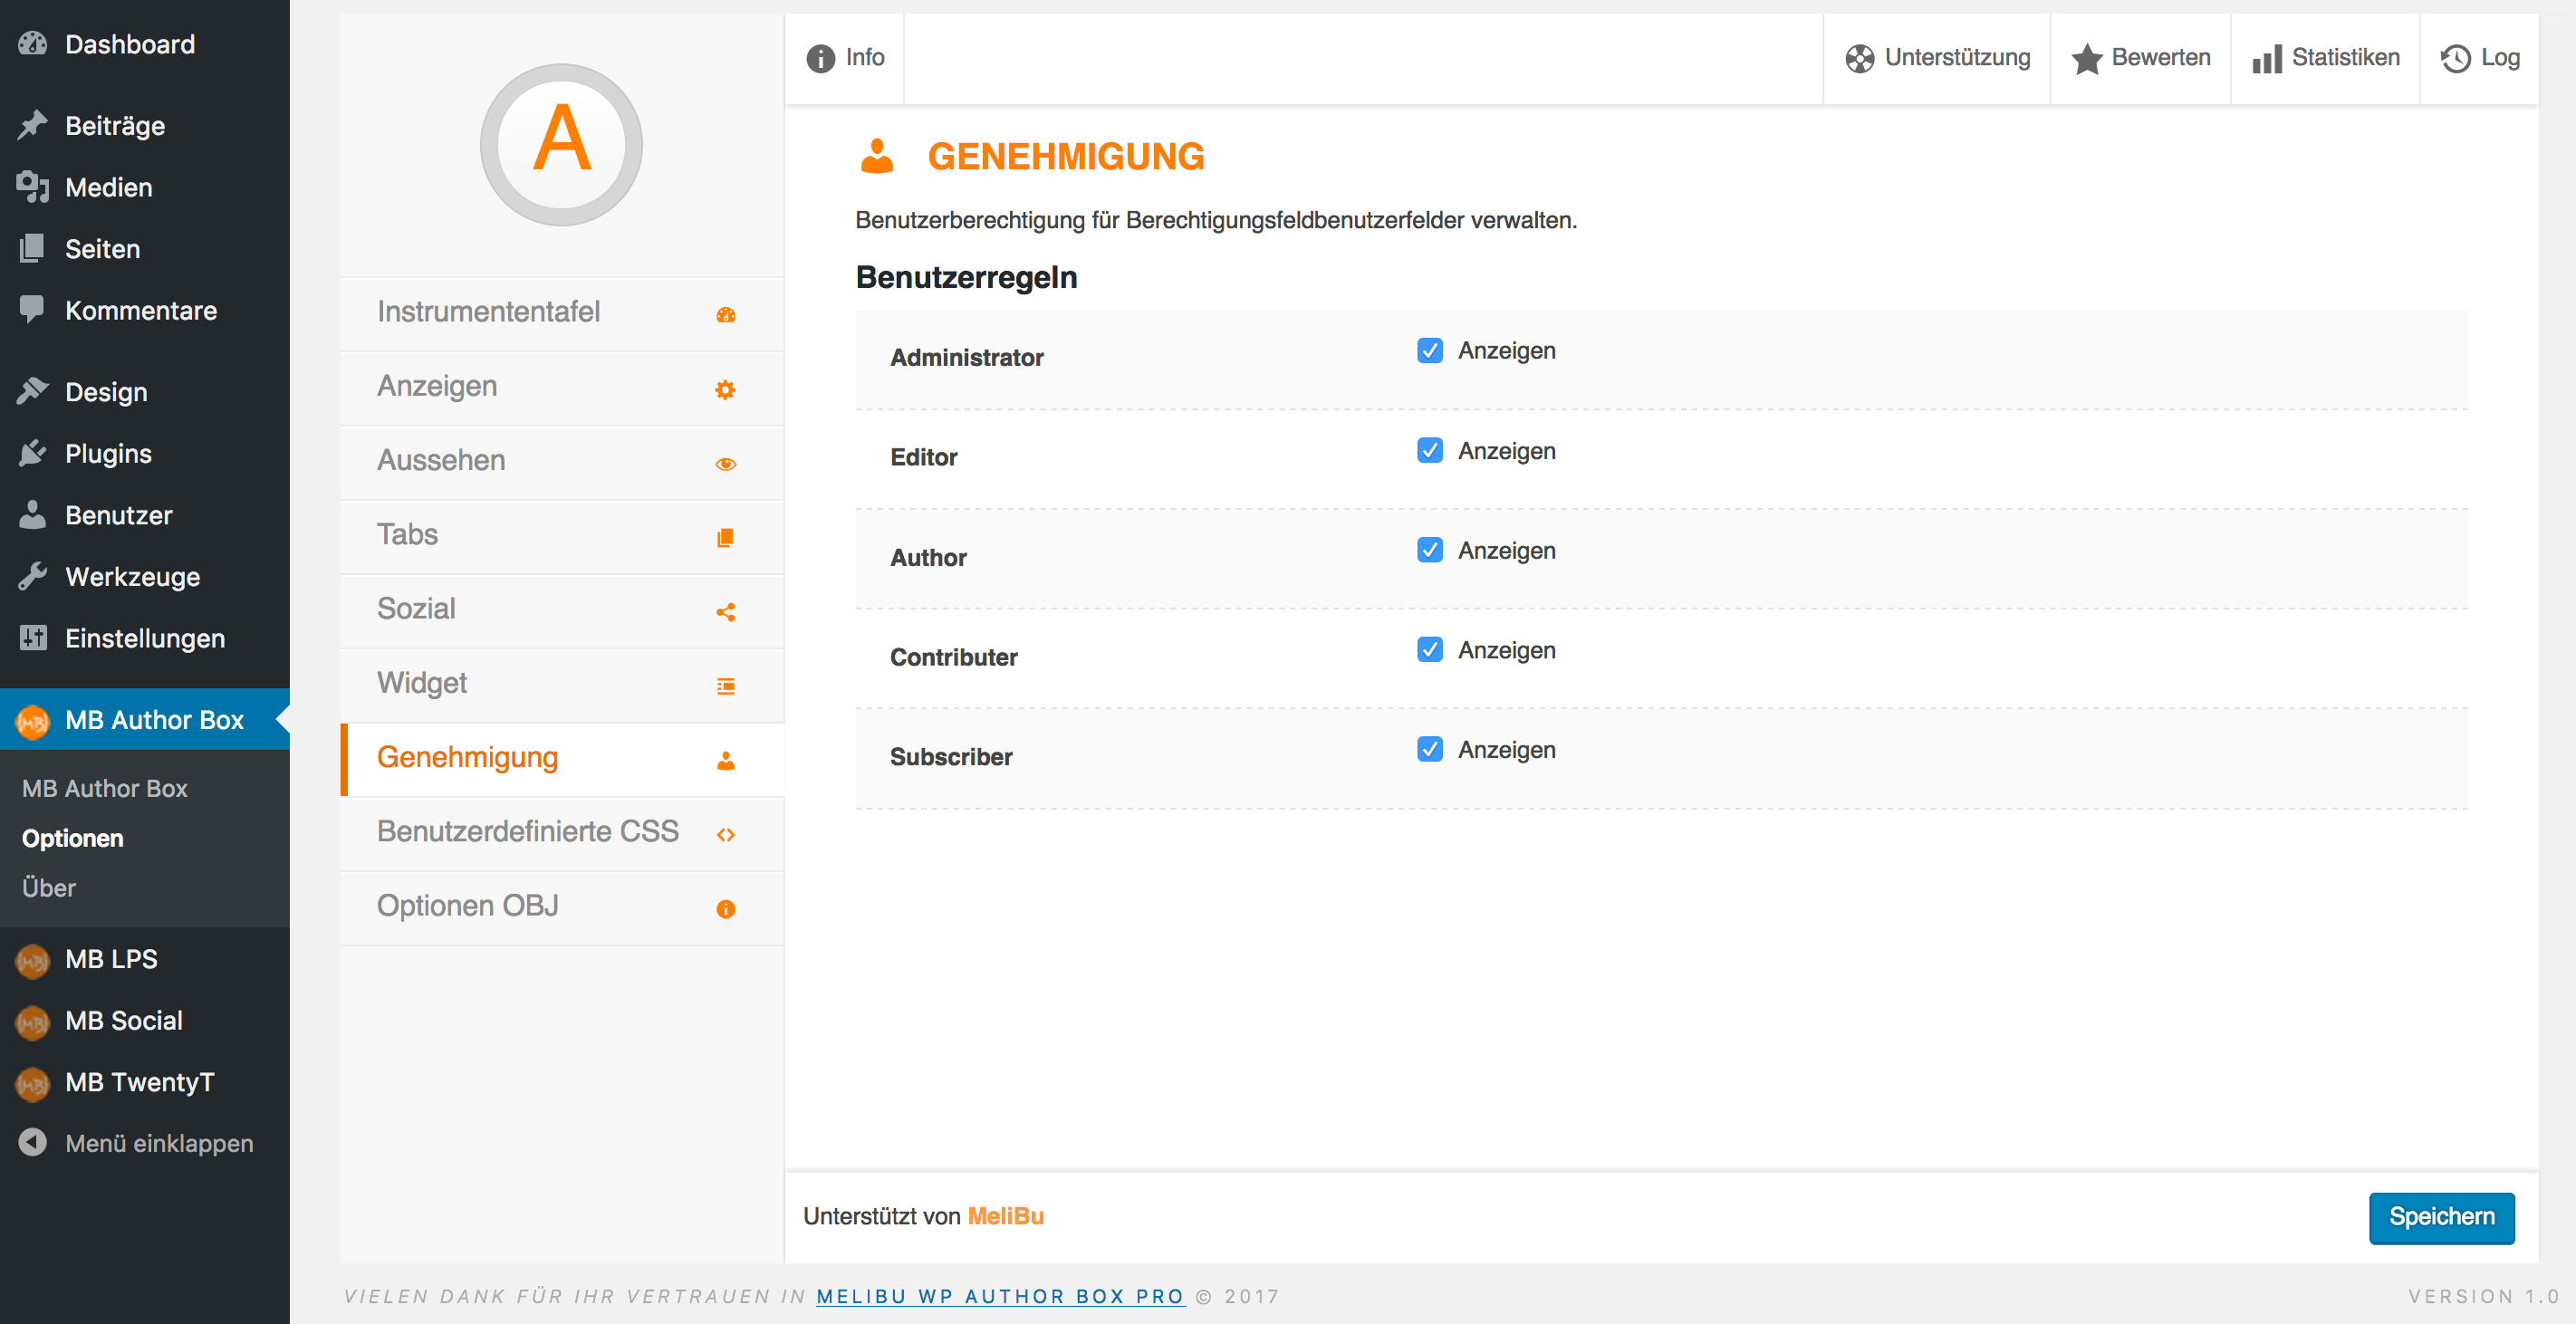 Dashboard
Beiträge
Medien
Seiten
Kommentare
Design
Plugins
Benutzer
Werkzeuge
Einstellungen
MB Author Box
MB Author Box
Optionen
Über
MB LPS
MB Social
MB TwentyT
Menü einklappen
A
Instrumententafel
Anzeigen
Aussehen
Tabs
Sozial
Widget
Genehmigung
Benutzerdefinierte CSS
Optionen OBJ
Info
Unterstützung
Bewerten
Statistiken
Log
GENEHMIGUNG
Benutzerberechtigung für Berechtigungsfeldbenutzerfelder verwalten.
Benutzerregeln
Administrator Anzeigen
Editor Anzeigen
Author Anzeigen
Contributer Anzeigen
Subscriber Anzeigen
Unterstützt von MeliBu
Speichern
VIELEN DANK FÜR IHR VERTRAUEN IN MELIBU WP AUTHOR BOX PRO © 2017
VERSION 1.0